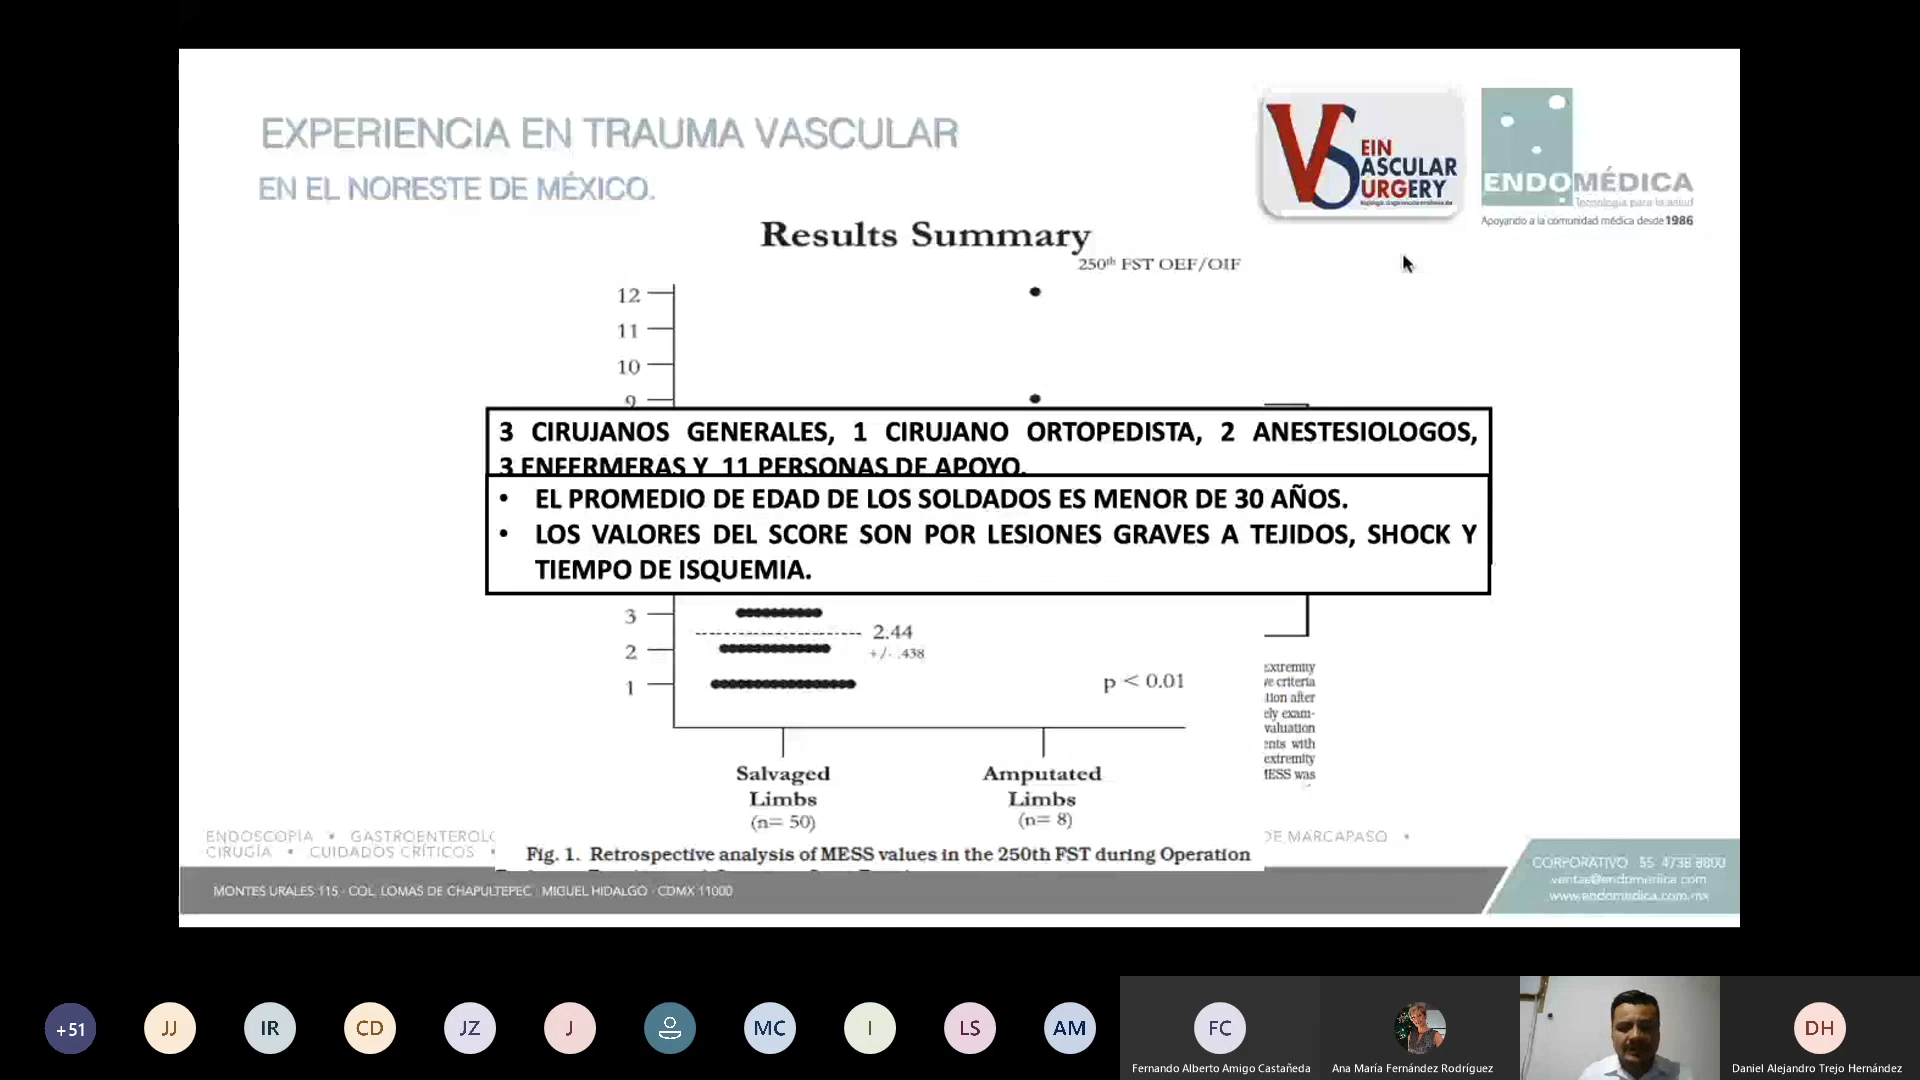 EXPERIENCIA EN TRAUMA VASCULAR
EN EL NORESTE DE MÉXICO.
VS EIN
ASCULAR
URGERY
ENDOMÉDICA
Tecnología para la salud
Apoyando a la comunidad médica desde 1986
Results Summary
250th FST OEF/OIF
12
11
10
9
3 CIRUJANOS GENERALES, 1 CIRUJANO ORTOPEDISTA, 2 ANESTESIOLOGOS,
3 ENFERMERAS Y 11 PERSONAS DE APOYO.
• EL PROMEDIO DE EDAD DE LOS SOLDADOS ES MENOR DE 30 AÑOS.
• LOS VALORES DEL SCORE SON POR LESIONES GRAVES A TEJIDOS, SHOCK Y
TIEMPO DE ISQUEMIA.
3
2.44
+/- .438
2
1
p < 0.01
extremity
ve criteria
tion after
ely exam-
valuation
ents with
extremity
MESS was
Salvaged
Limbs
(n= 50)
Amputated
Limbs
(n= 8)
Fig. 1. Retrospective analysis of MESS values in the 250th FST during Operation
ENDOSCOPÍA • GASTROENTEROLO
DE MARCAPASO •
CIRUGÍA • CUIDADOS CRÍTICOS •
MONTES URALES 115 - COL. LOMAS DE CHAPULTEPEC MIGUEL HIDALGO - CDMX 11000
CORPORATIVO 55 4738 8800
ventas@endomedica.com
www.endomedica.com.mx
+51
JJ
IR
CD
JZ
J
MC
I
LS
AM
FC
Fernando Alberto Amigo Castañeda
Ana María Fernández Rodríguez
DH
Daniel Alejandro Trejo Hernández